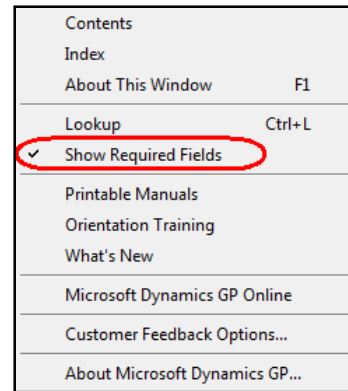 Contents
Index
About This Window F1
Lookup Ctrl+L
Show Required Fields
Printable Manuals
Orientation Training
What's New
Microsoft Dynamics GP Online
Customer Feedback Options...
About Microsoft Dynamics GP...